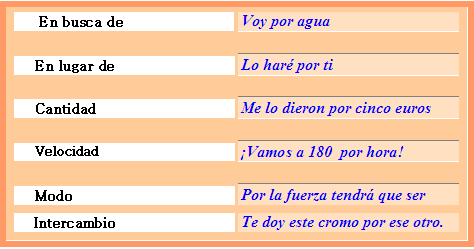 En busca de Voy por agua
En lugar de Lo haré por ti
Cantidad Me lo dieron por cinco euros
Velocidad ¡Vamos a 180 por hora!
Modo Por la fuerza tendrá que ser
Intercambio Te doy este cromo por ese otro.